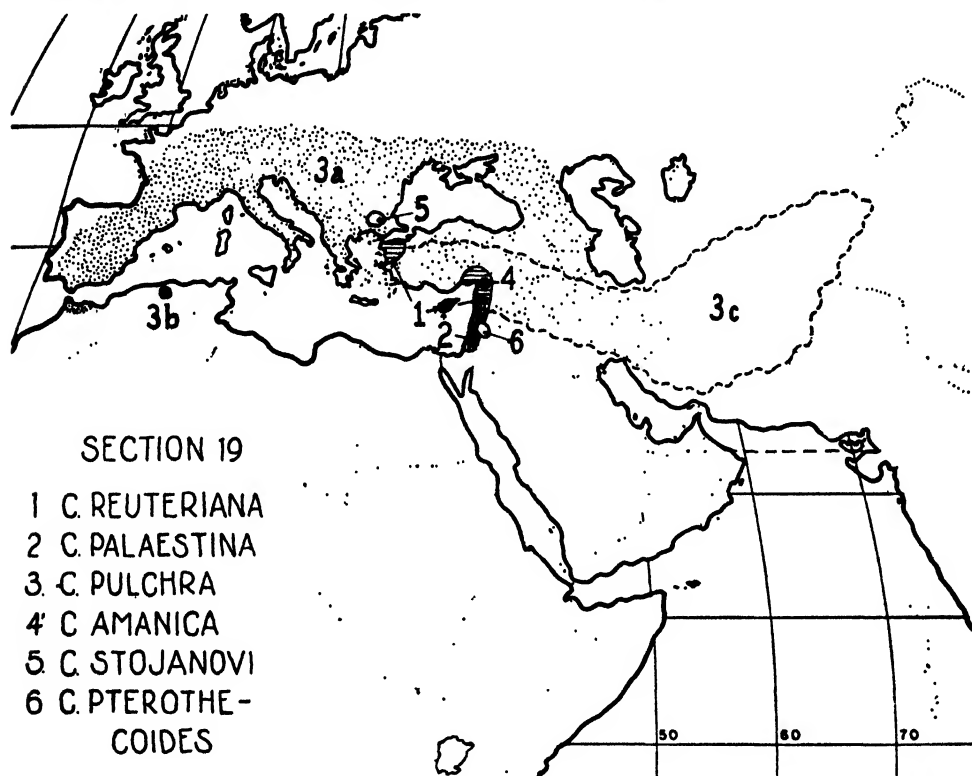 3a
5
4
3c
1
3b
2
6
SECTION 19
1 C. REUTERIANA
2 C. PALAESTINA
3. C. PULCHRA
4 C AMANICA
5. C. STOJANOVI
6 C. PTEROTHE-
COIDES
50
60
70